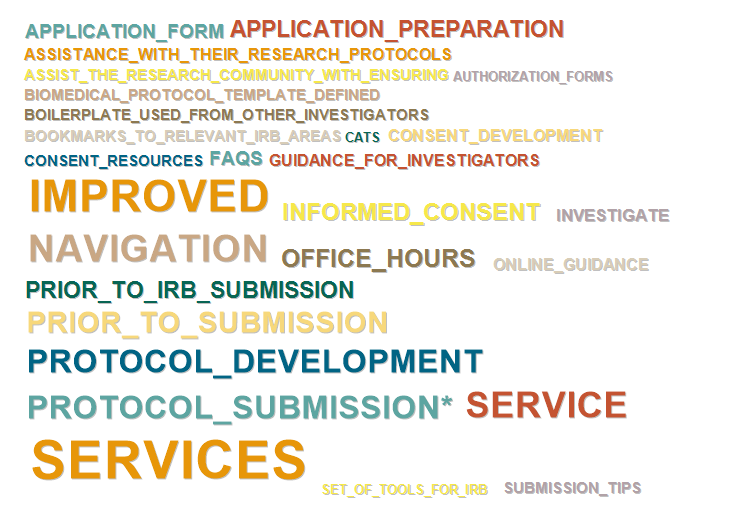 APPLICATION_FORM APPLICATION_PREPARATION
ASSISTANCE_WITH_THEIR_RESEARCH_PROTOCOLS
ASSIST_THE_RESEARCH_COMMUNITY_WITH_ENSURING AUTHORIZATION_FORMS
BIOMEDICAL_PROTOCOL_TEMPLATE_DEFINED
BOILERPLATE_USED_FROM_OTHER_INVESTIGATORS
BOOKMARKS_TO_RELEVANT_IRB_AREAS CATS CONSENT_DEVELOPMENT
CONSENT_RESOURCES FAQS GUIDANCE_FOR_INVESTIGATORS
IMPROVED INFORMED_CONSENT INVESTIGATE
NAVIGATION OFFICE_HOURS ONLINE_GUIDANCE
PRIOR_TO_IRB_SUBMISSION
PRIOR_TO_SUBMISSION
PROTOCOL_DEVELOPMENT
PROTOCOL_SUBMISSION* SERVICE
SERVICES SET_OF_TOOLS_FOR_IRB SUBMISSION_TIPS